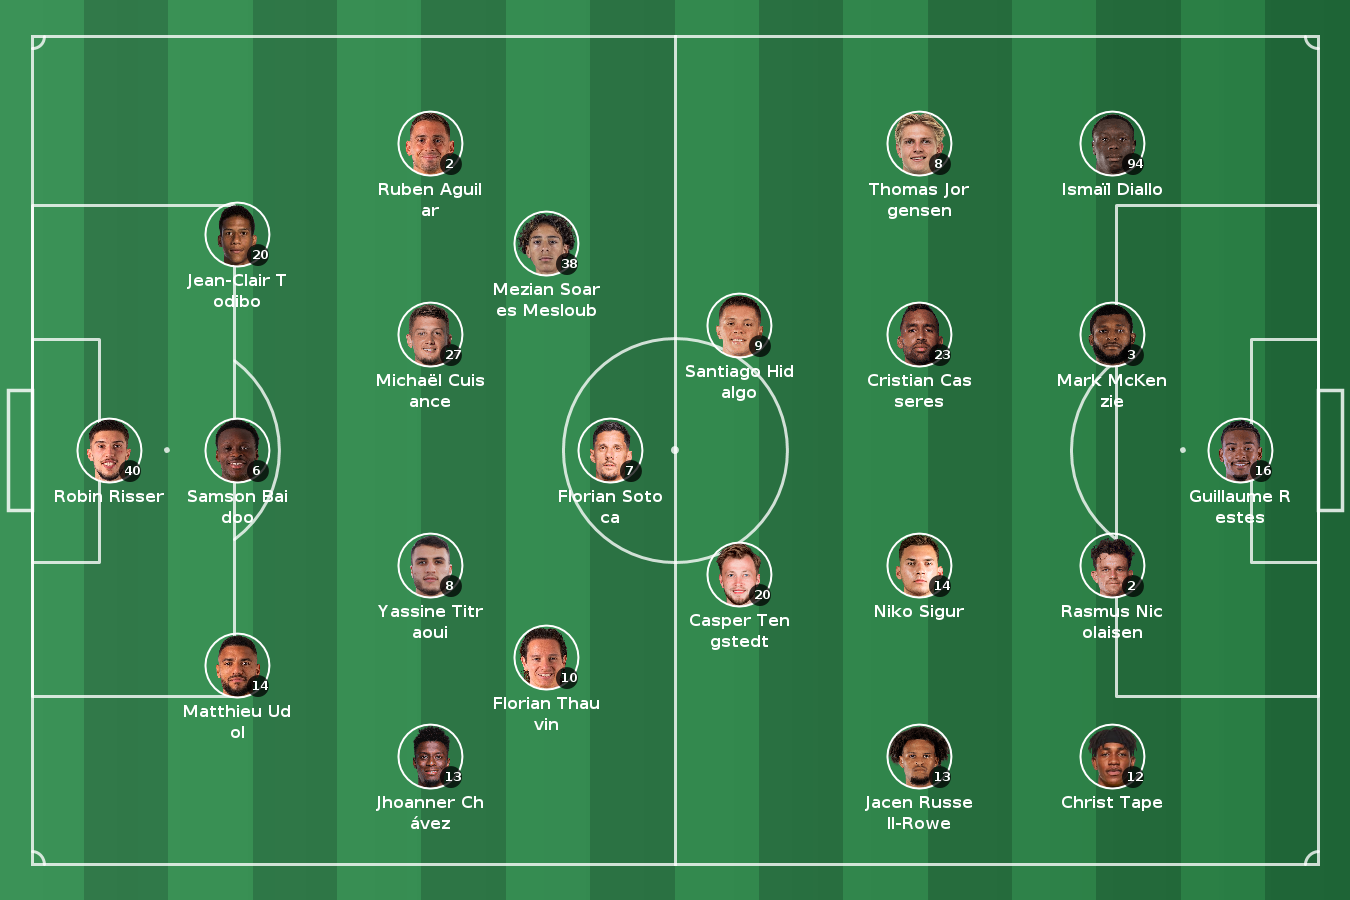 2
Ruben Aguil
ar
8
Thomas Jor
gensen
94
Ismaïl Diallo
20
Jean-Clair T
odibo
38
Mezian Soar
es Mesloub
27
Michaël Cuis
ance
9
Santiago Hid
algo
23
Cristian Cas
seres
3
Mark McKen
zie
40
Robin Risser
6
Samson Bai
doo
7
Florian Soto
ca
16
Guillaume R
estes
8
Yassine Titr
aoui
20
Casper Ten
gstedt
14
Niko Sigur
2
Rasmus Nic
olaisen
14
Matthieu Ud
ol
10
Florian Thau
vin
13
Jhoanner Ch
ávez
13
Jacen Russe
ll-Rowe
12
Christ Tape